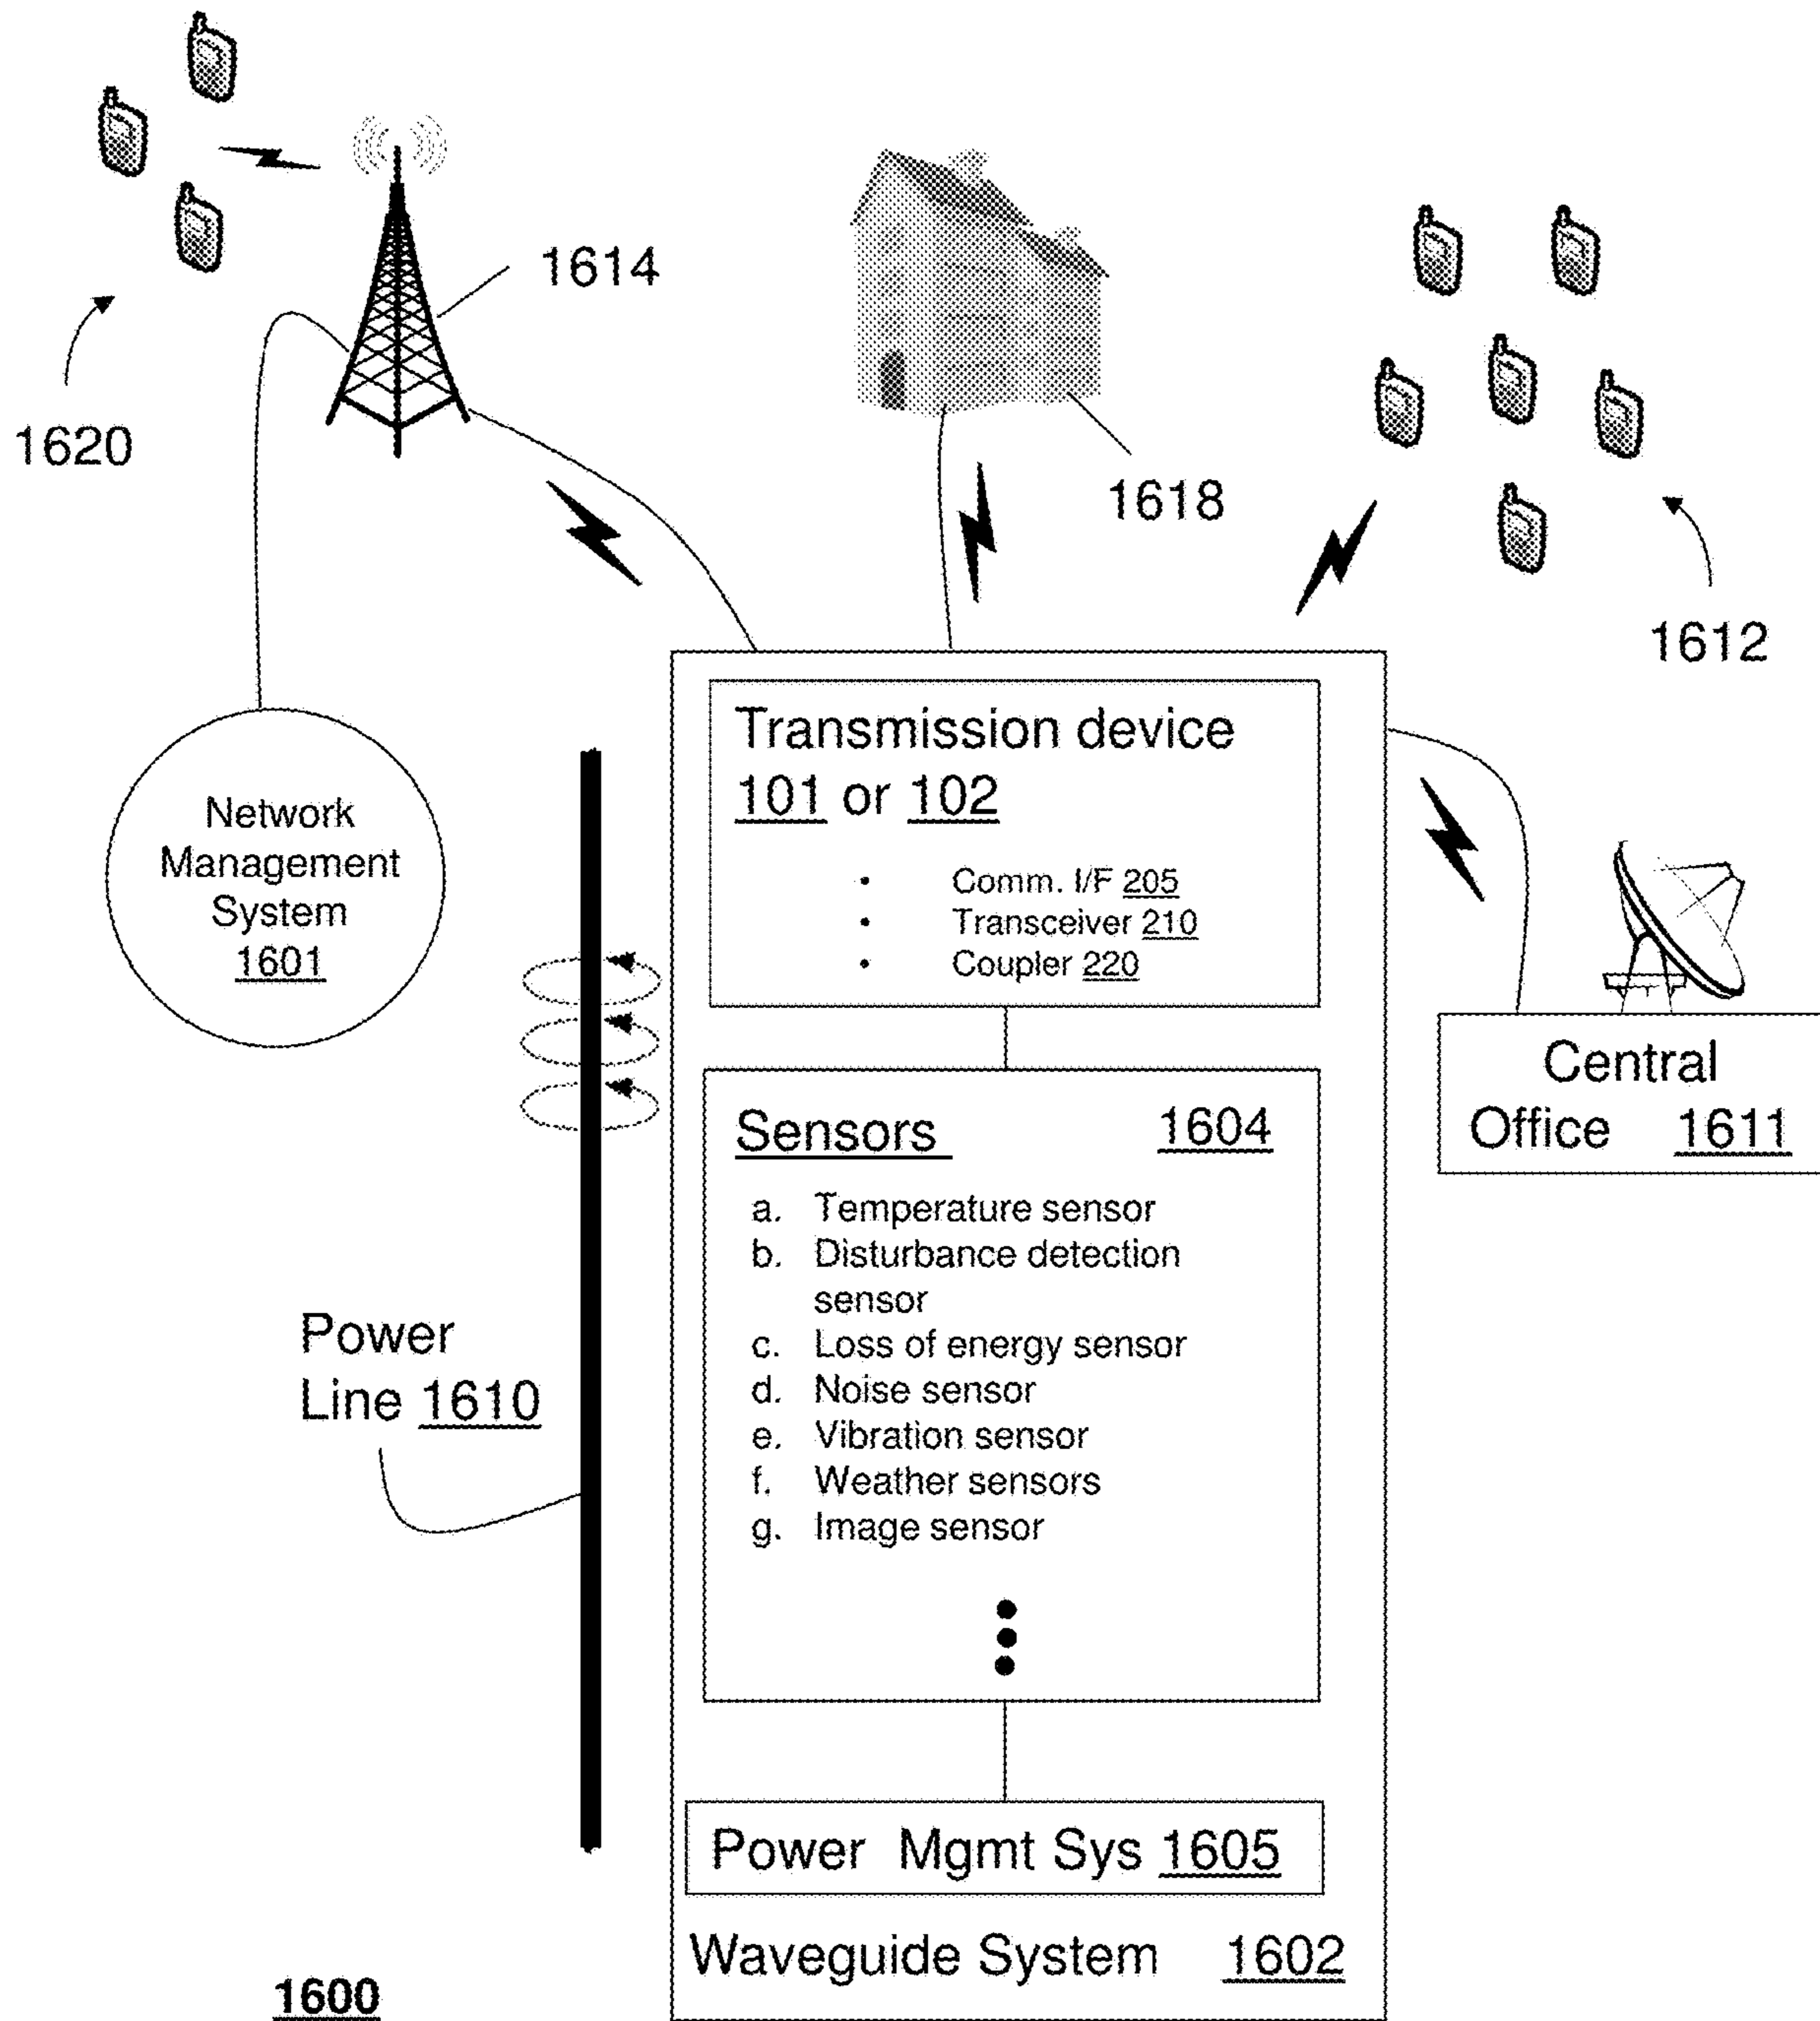 1614
1620
1618
1612
Transmission device
101 or 102
• Comm. I/F 205
• Transceiver 210
• Coupler 220
Network
Management
System
1601
Central
Office 1611
Sensors 1604
a. Temperature sensor
b. Disturbance detection
sensor
c. Loss of energy sensor
d. Noise sensor
e. Vibration sensor
f. Weather sensors
g. Image sensor
Power
Line 1610
Power Mgmt Sys 1605
Waveguide System 1602
1600